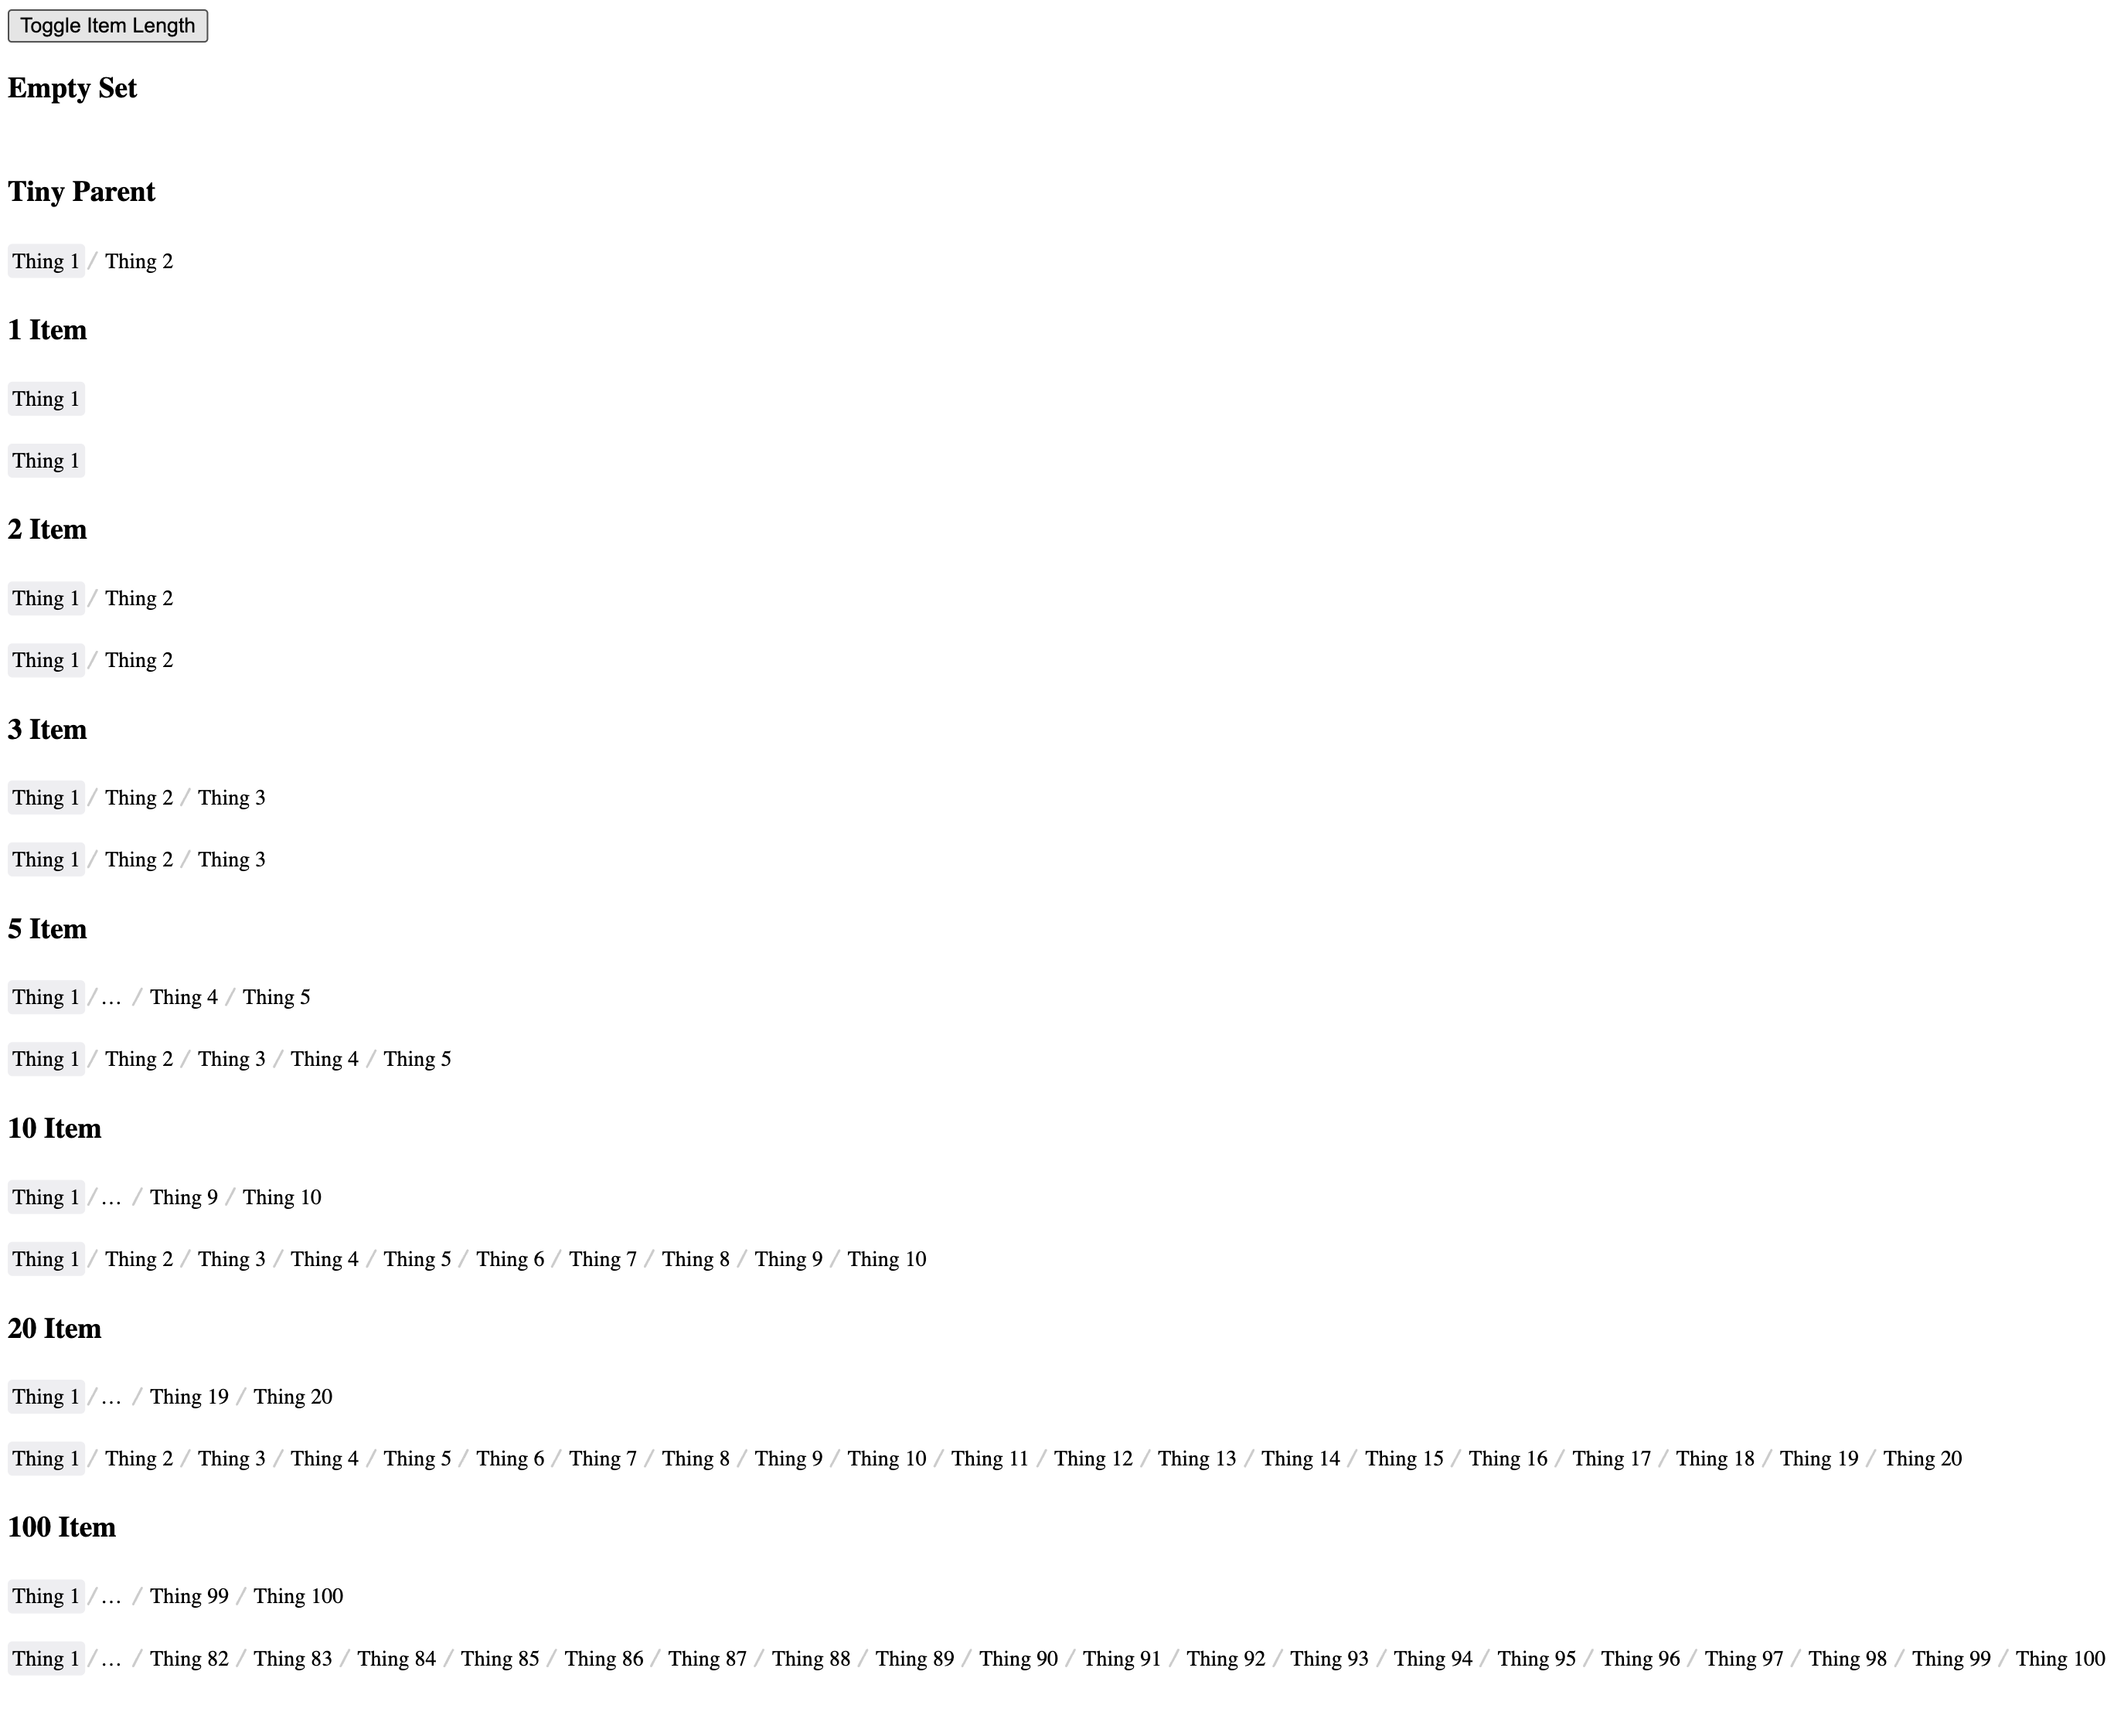 Toggle Item Length
Empty Set
Tiny Parent
Thing 1 / Thing 2
1 Item
Thing 1
Thing 1
2 Item
Thing 1 / Thing 2
Thing 1 / Thing 2
3 Item
Thing 1 / Thing 2 / Thing 3
Thing 1 / Thing 2 / Thing 3
5 Item
Thing 1 /… / Thing 4 / Thing 5
Thing 1 / Thing 2 / Thing 3 / Thing 4 / Thing 5
10 Item
Thing 1 /… / Thing 9 / Thing 10
Thing 1 / Thing 2 / Thing 3 / Thing 4 / Thing 5 / Thing 6 / Thing 7 / Thing 8 / Thing 9 / Thing 10
20 Item
Thing 1 /… / Thing 19 / Thing 20
Thing 1 / Thing 2 / Thing 3 / Thing 4 / Thing 5 / Thing 6 / Thing 7 / Thing 8 / Thing 9 / Thing 10 / Thing 11 / Thing 12 / Thing 13 / Thing 14 / Thing 15 / Thing 16 / Thing 17 / Thing 18 / Thing 19 / Thing 20
100 Item
Thing 1 /… / Thing 99 / Thing 100
Thing 1 /… / Thing 82 / Thing 83 / Thing 84 / Thing 85 / Thing 86 / Thing 87 / Thing 88 / Thing 89 / Thing 90 / Thing 91 / Thing 92 / Thing 93 / Thing 94 / Thing 95 / Thing 96 / Thing 97 / Thing 98 / Thing 99 / Thing 100